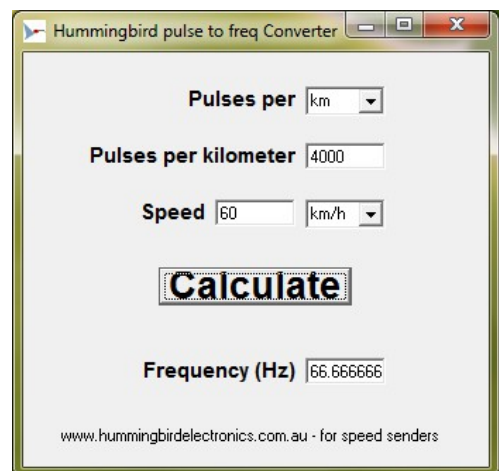 Hummingbird pulse to freq Converter
Pulses per km
Pulses per kilometer 4000
Speed 60 km/h
Calculate
Frequency (Hz) 66.666666
www.hummingbirdelectronics.com.au - for speed senders